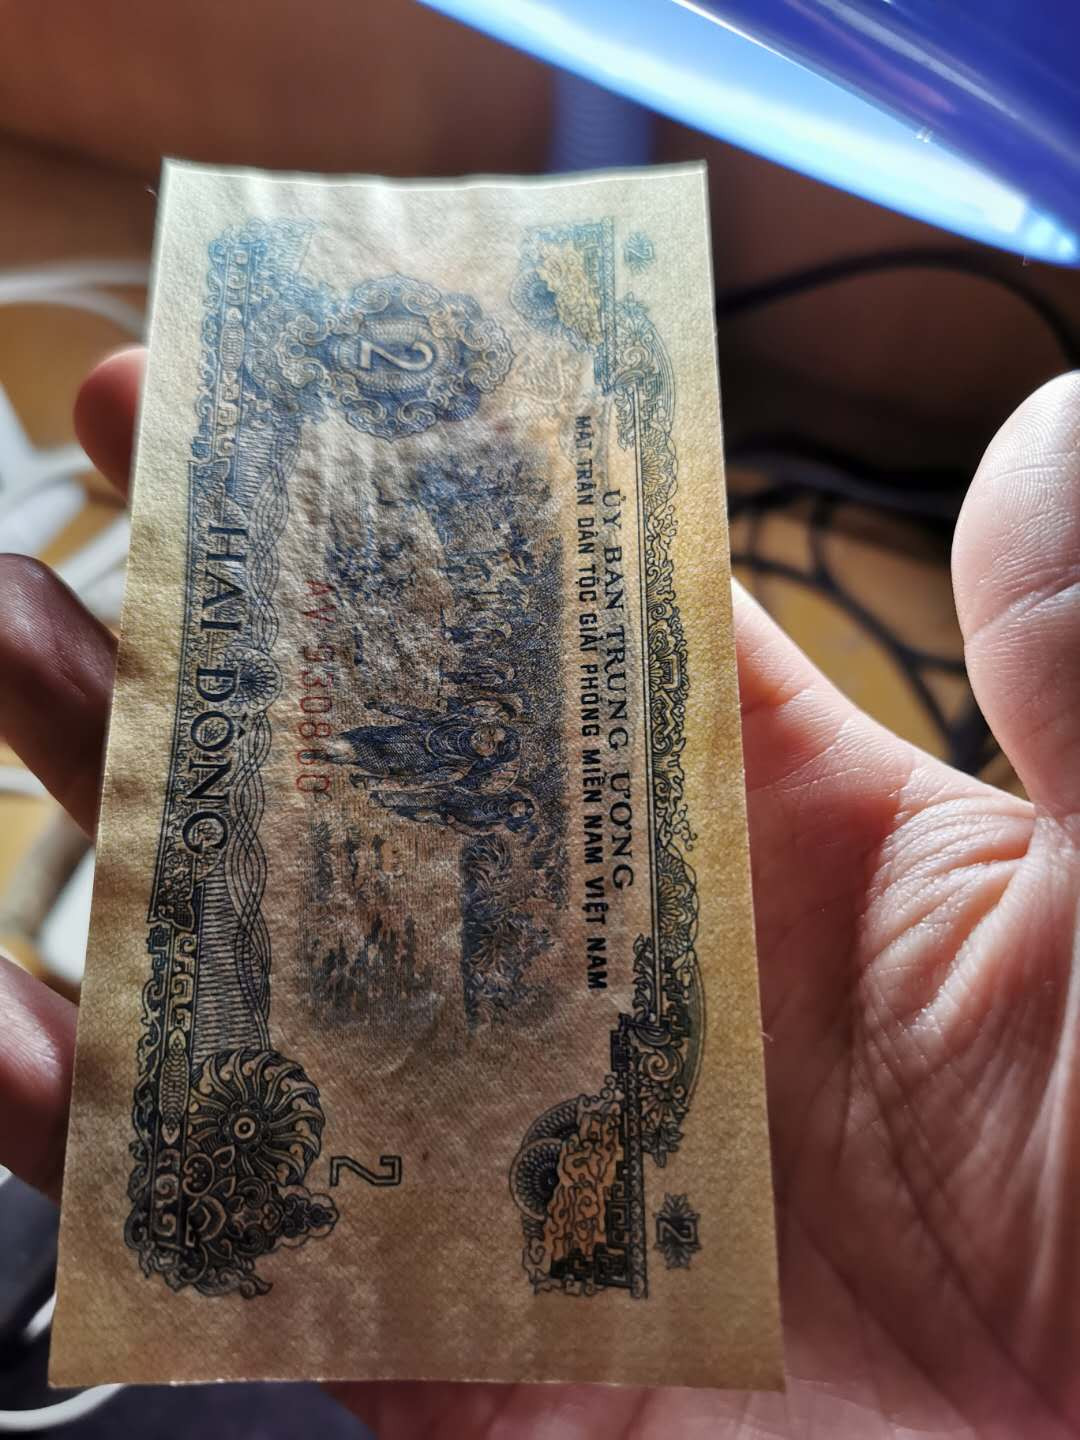 2 2
ỦY BAN TRUNG ƯƠNG
MẶT TRẬN DÂN TỘC GIẢI PHÓNG MIỀN NAM VIỆT NAM
2
AV
2
HAI ĐỒNG